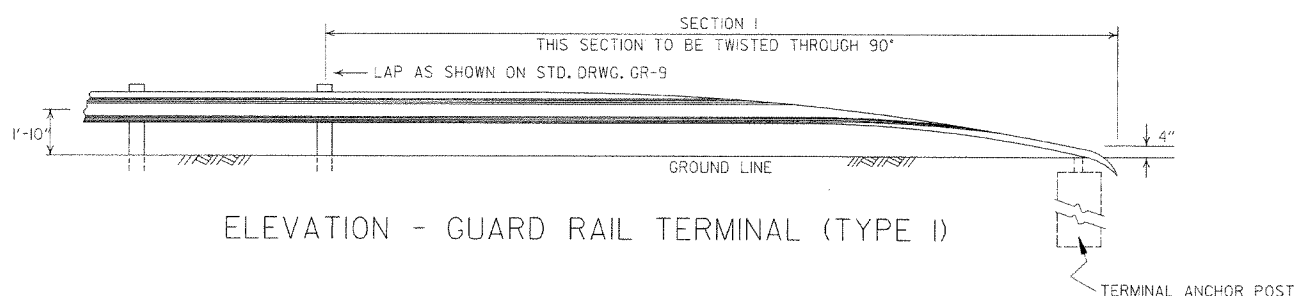 SECTION I
THIS SECTION TO BE TWISTED THROUGH 90°
LAP AS SHOWN ON STD. DRWG. GR-9
1'-10"
4"
GROUND LINE
ELEVATION - GUARD RAIL TERMINAL (TYPE I)
TERMINAL ANCHOR POST